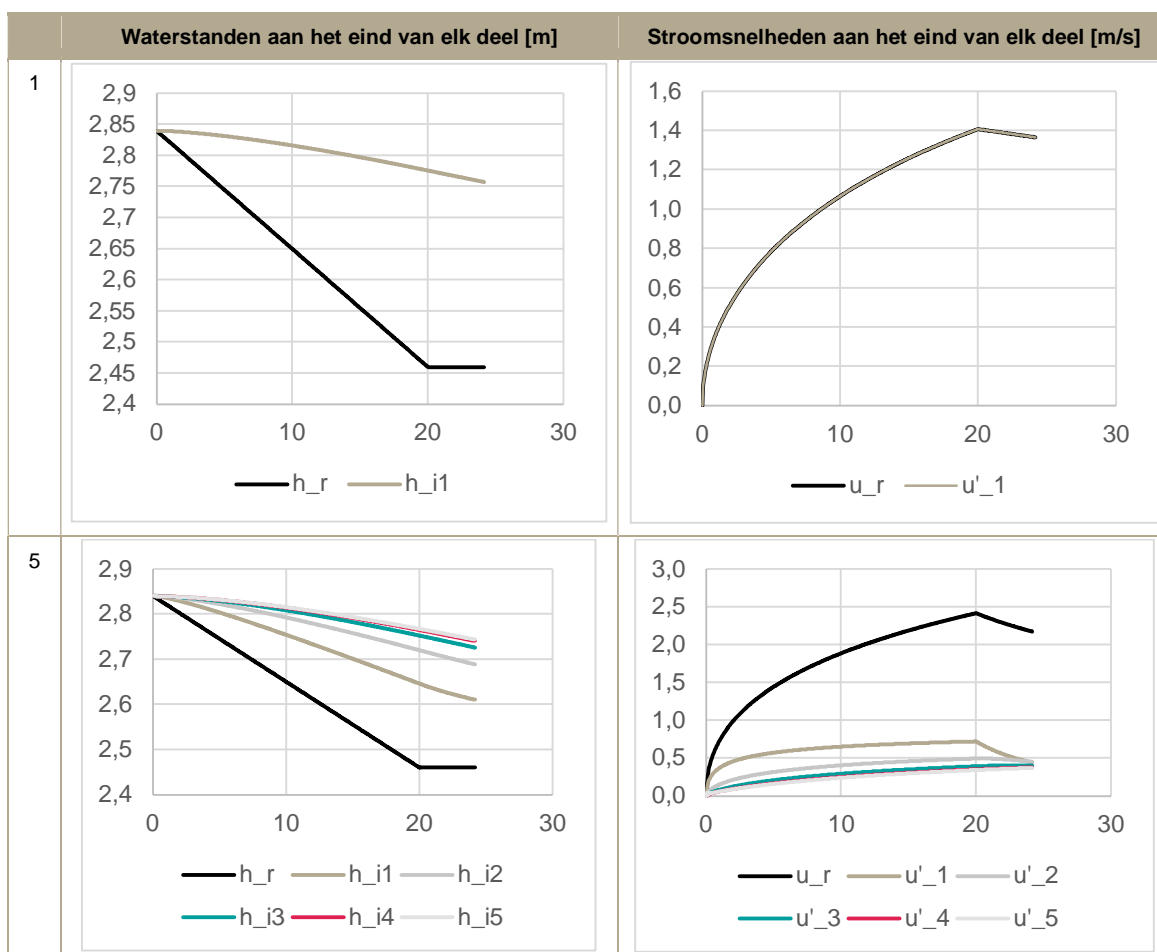 Waterstanden aan het eind van elk deel [m]
Stroomsnelheden aan het eind van elk deel [m/s]
1
2,9
2,85
2,8
2,75
2,7
2,65
2,6
2,55
2,5
2,45
2,4
0 10 20 30
h_r h_i1
1,6
1,4
1,2
1,0
0,8
0,6
0,4
0,2
0,0
0 10 20 30
u_r u'_1
5
2,9
2,8
2,7
2,6
2,5
2,4
0 10 20 30
h_r h_i1 h_i2
h_i3 h_i4 h_i5
3,0
2,5
2,0
1,5
1,0
0,5
0,0
0 10 20 30
u_r u'_1 u'_2
u'_3 u'_4 u'_5